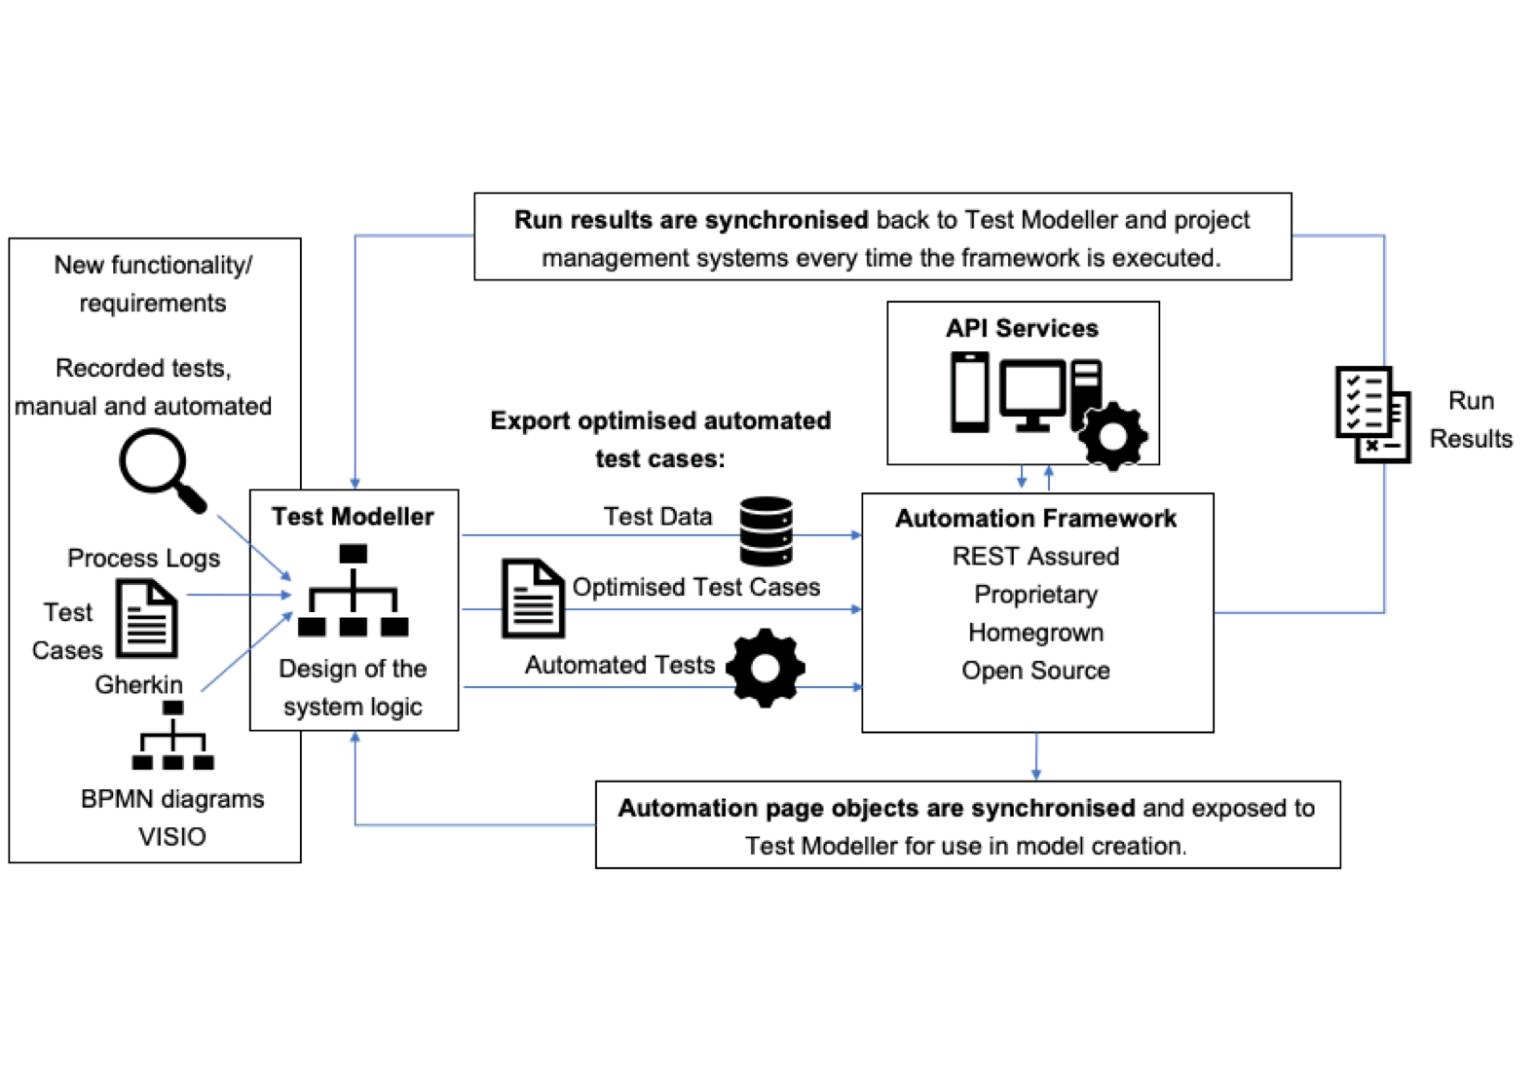 Run results are synchronised back to Test Modeller and project
management systems every time the framework is executed.
New functionality/
requirements
Recorded tests,
manual and automated
Process Logs
Test
Cases
Gherkin
BPMN diagrams
VISIO
Test Modeller
Design of the
system logic
Export optimised automated
test cases:
Test Data
Optimised Test Cases
Automated Tests
API Services
Automation Framework
REST Assured
Proprietary
Homegrown
Open Source
Run
Results
Automation page objects are synchronised and exposed to
Test Modeller for use in model creation.